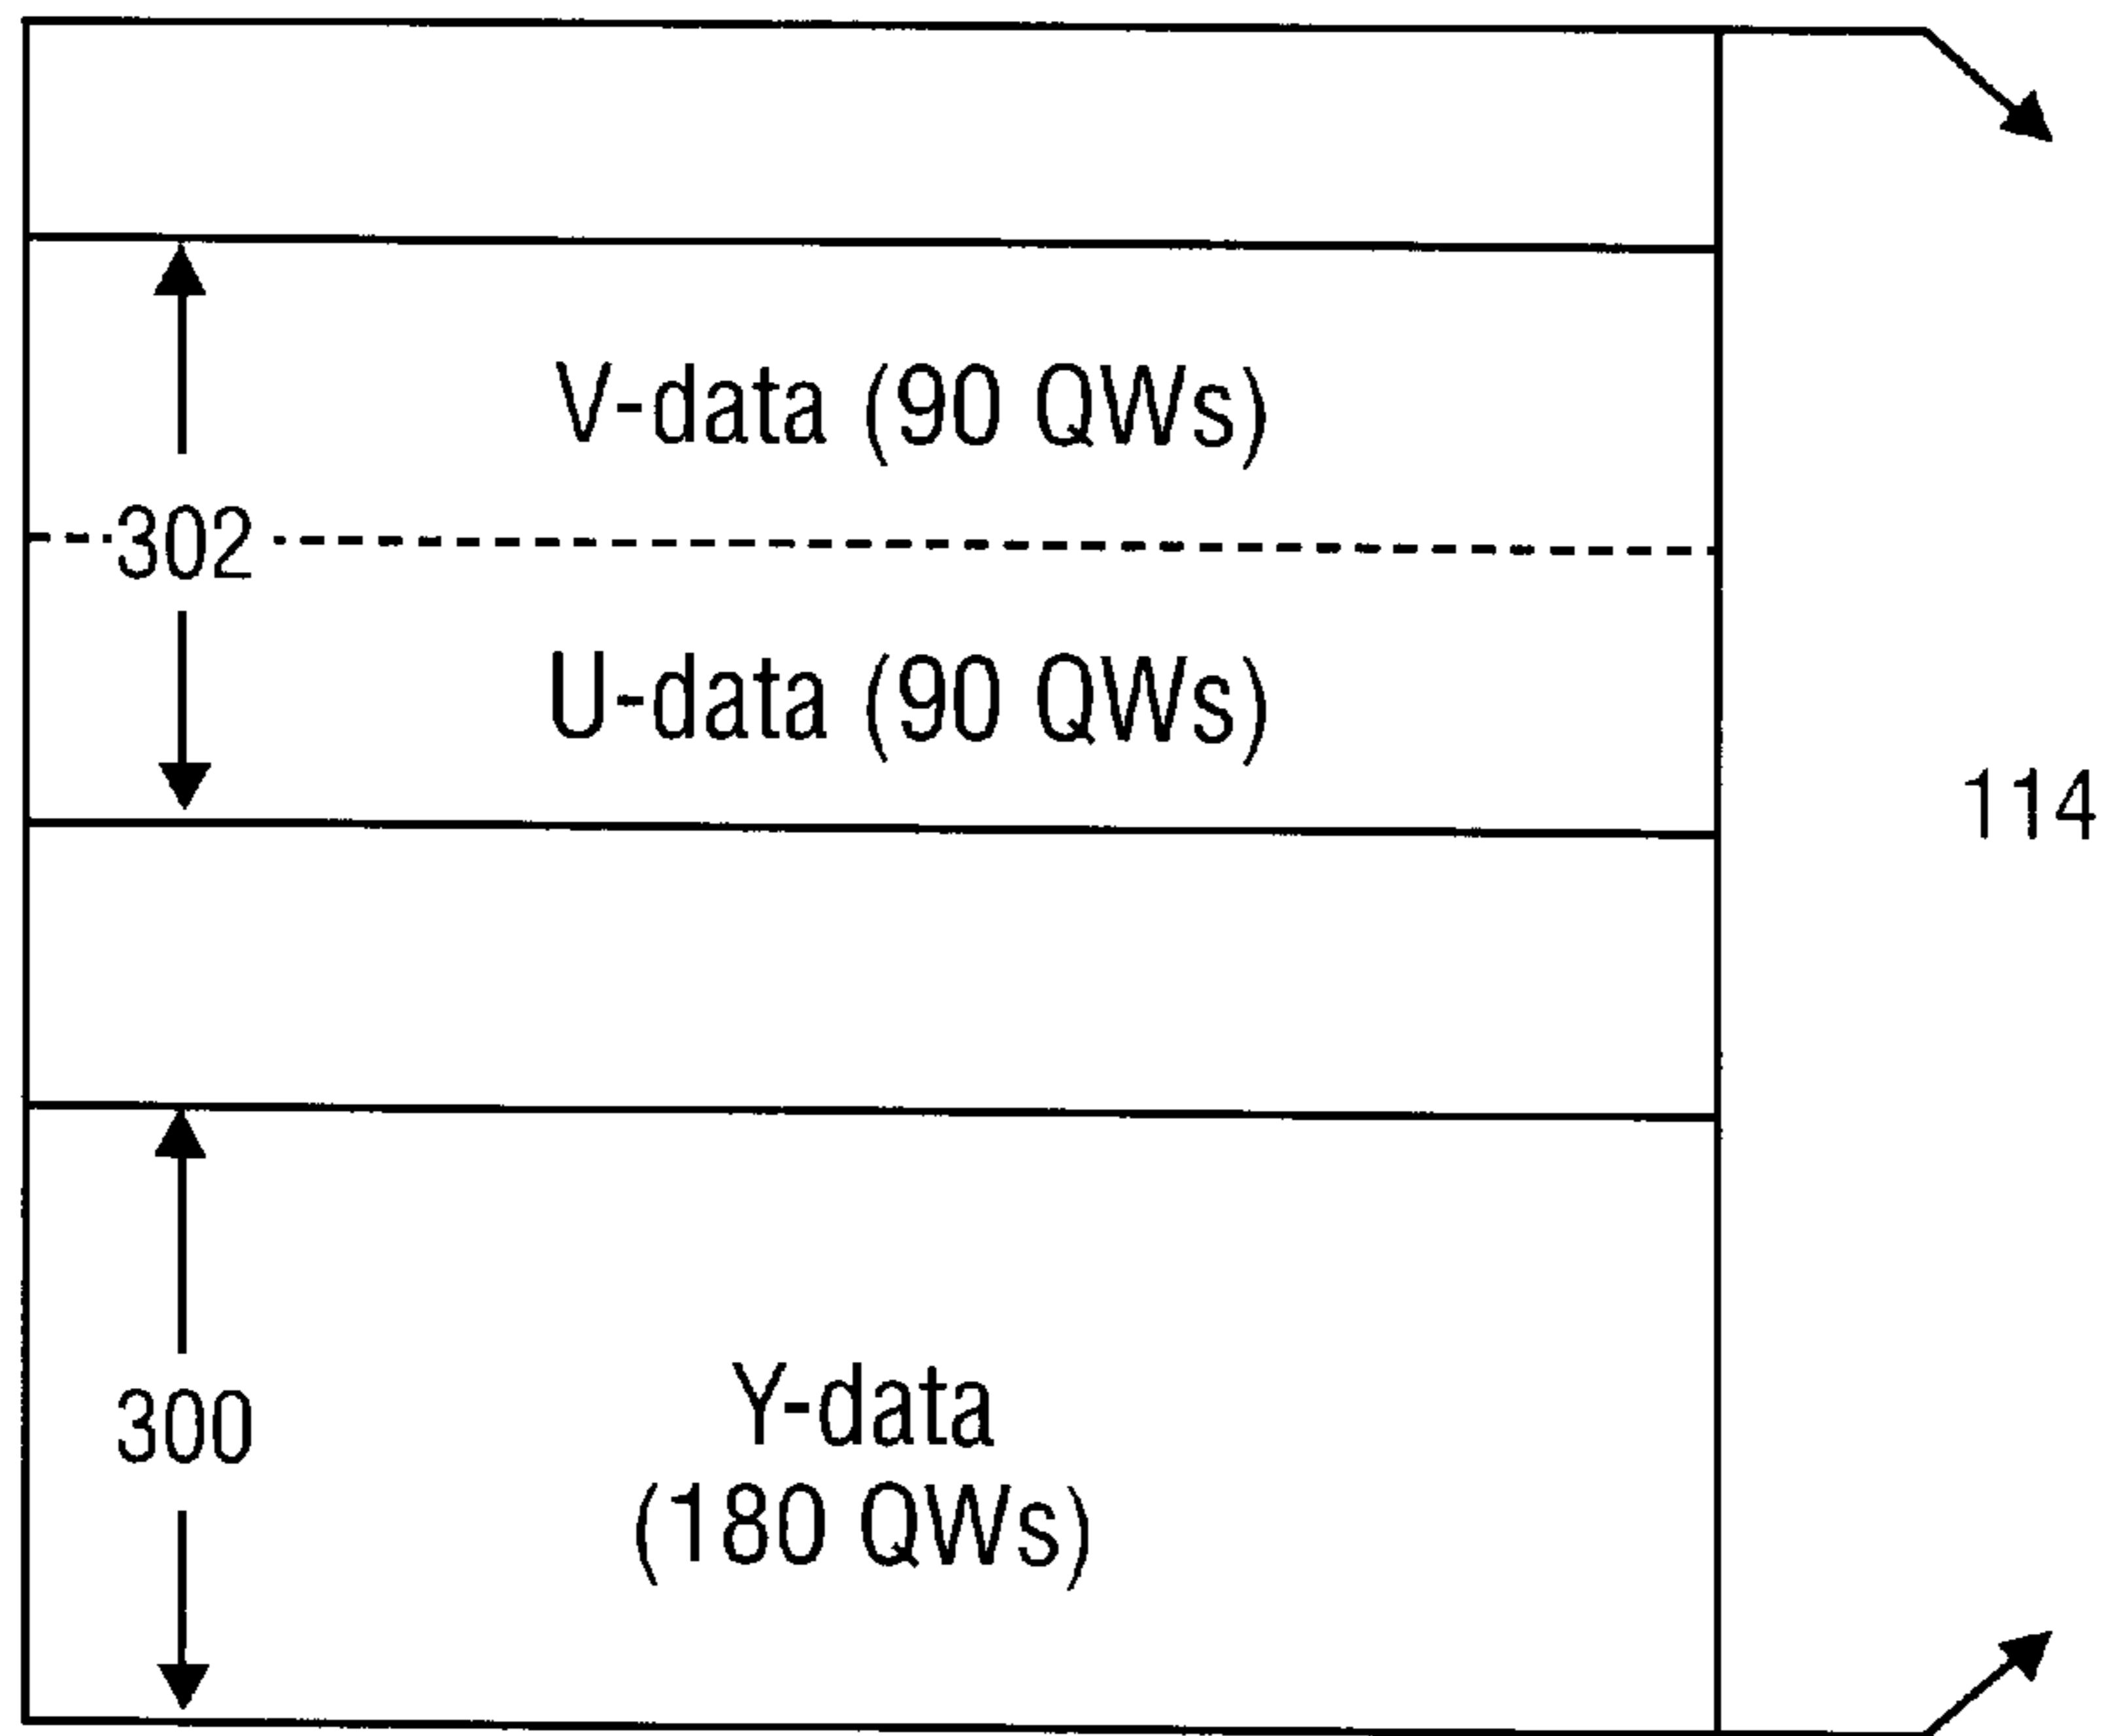 V-data (90 QWs)
302
U-data (90 QWs)
114
300
Y-data
(180 QWs)